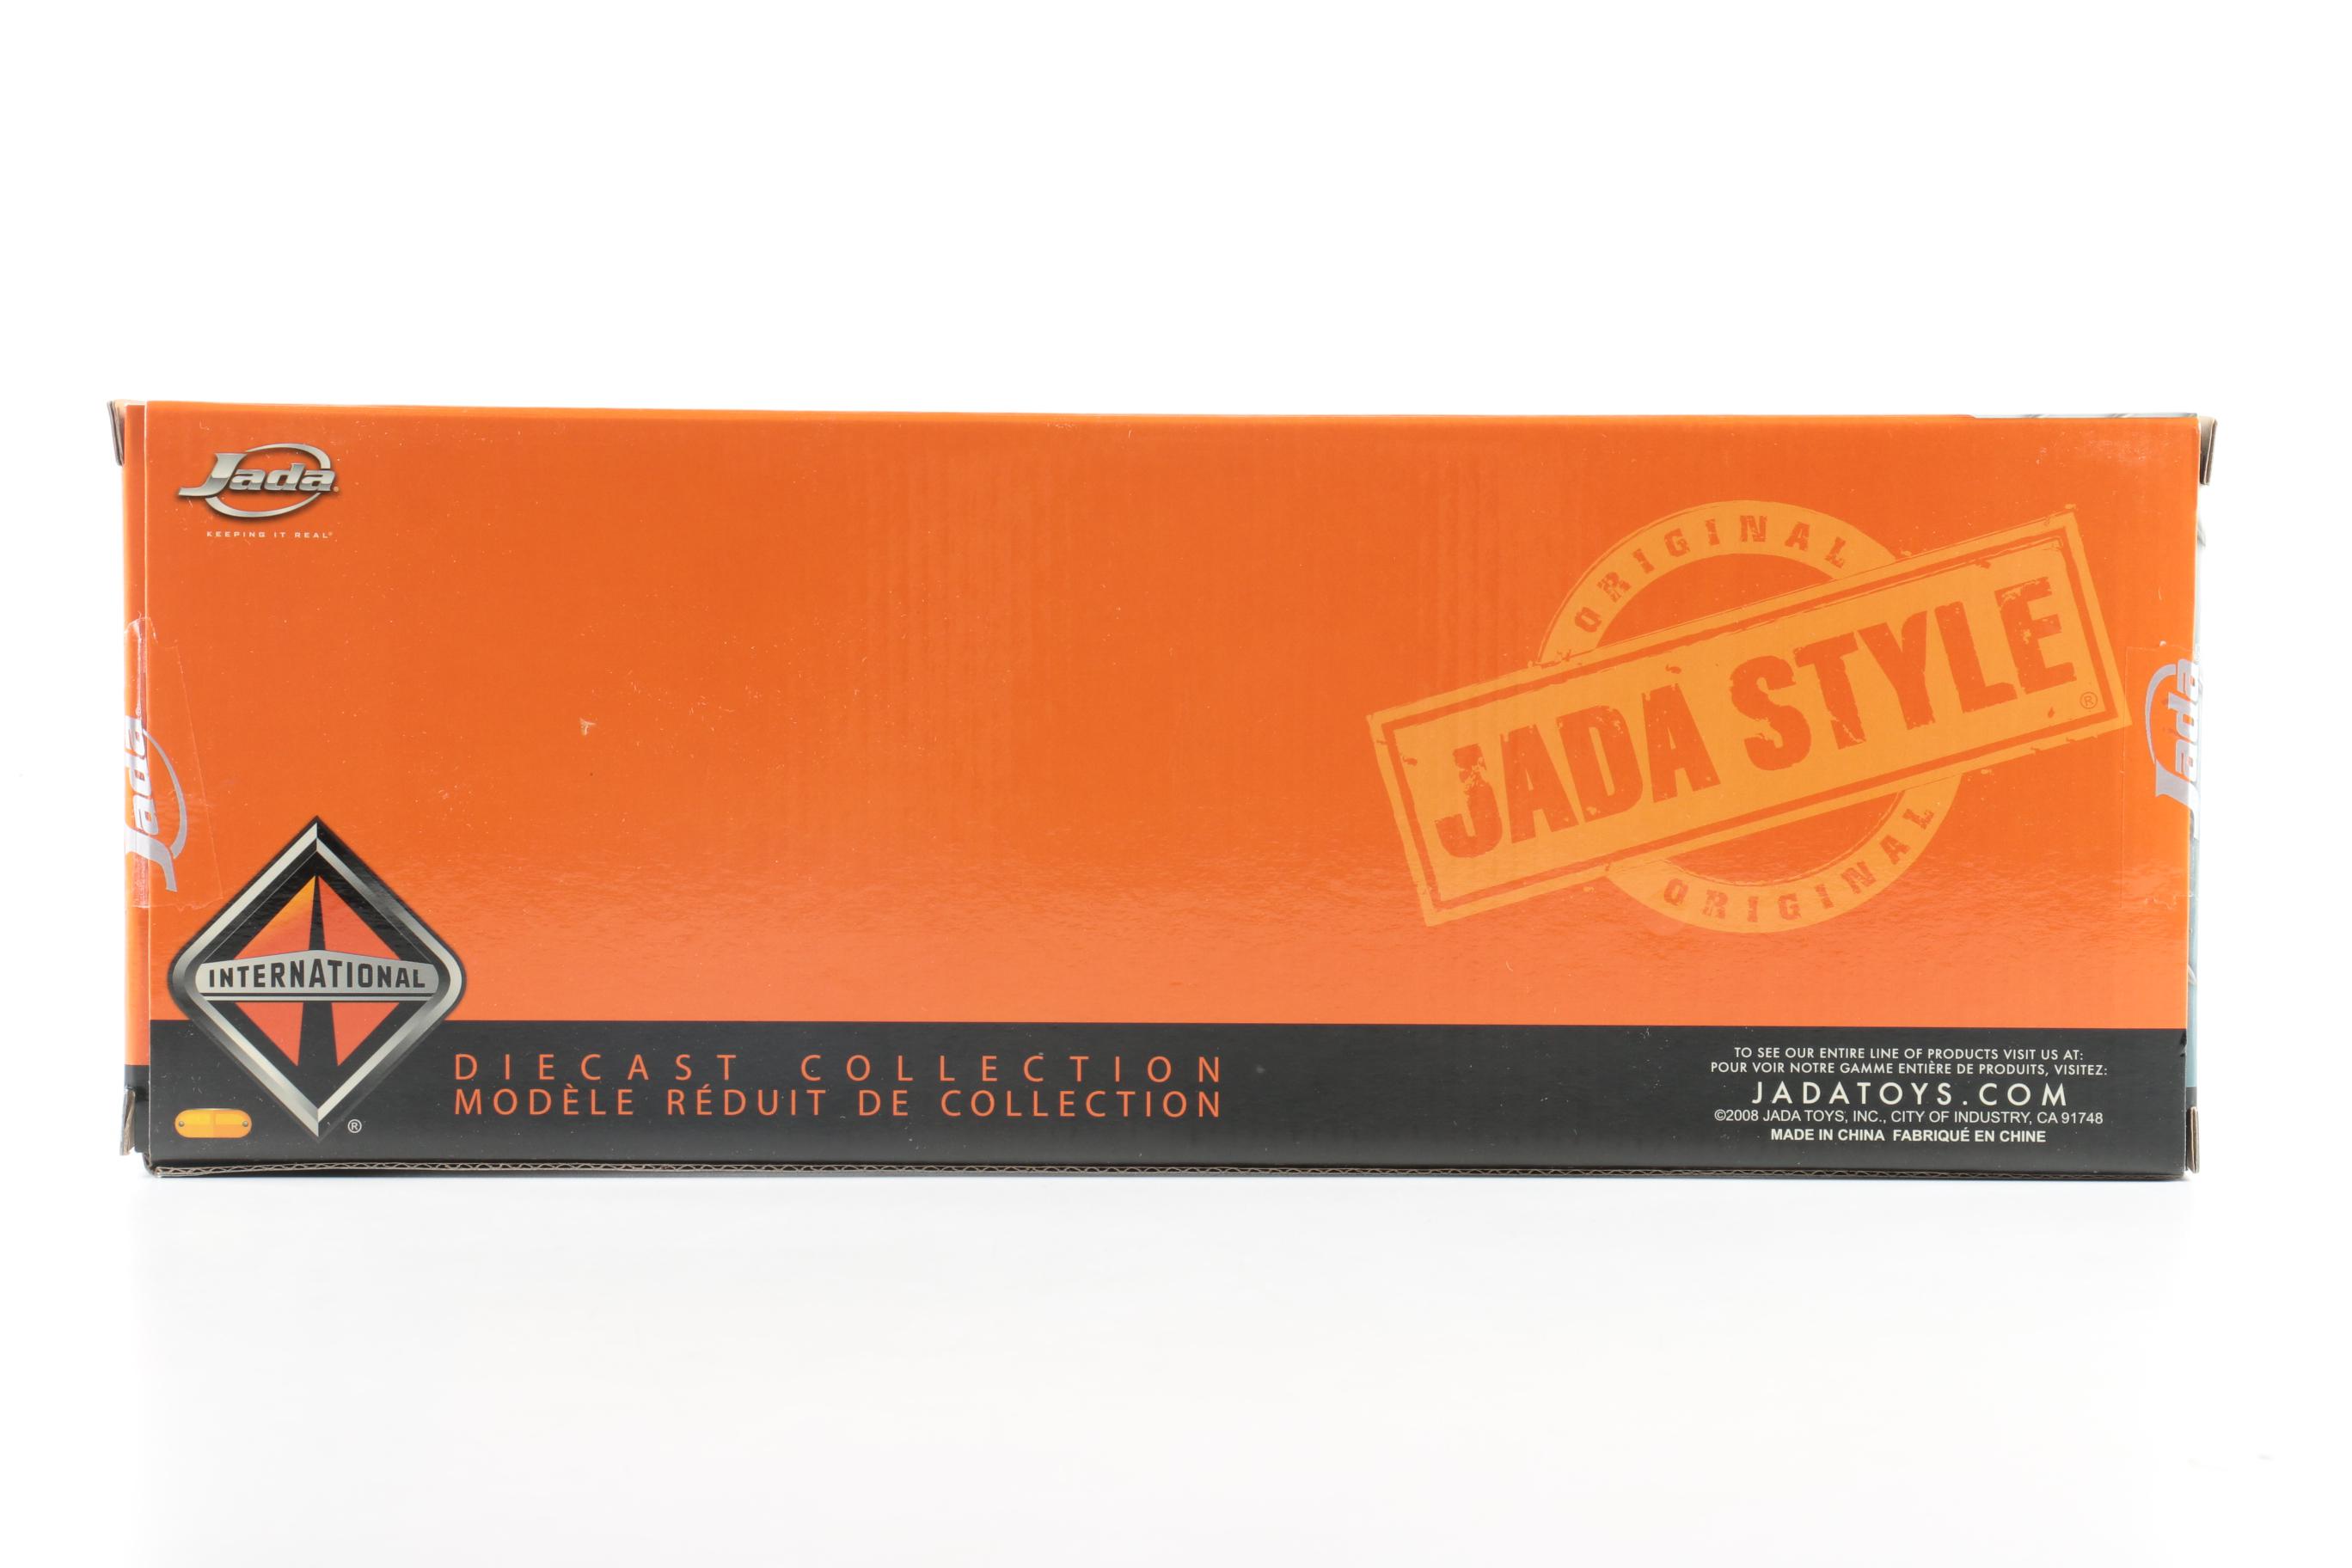 Jada
KEEPING IT REAL®
ORIGINAL
JADA STYLE®
ORIGINAL
Jada
Jada
INTERNATIONAL
®
DIECAST COLLECTION
MODÈLE RÉDUIT DE COLLECTION
TO SEE OUR ENTIRE LINE OF PRODUCTS VISIT US AT:
POUR VOIR NOTRE GAMME ENTIÈRE DE PRODUITS, VISITEZ:
JADATOYS.COM
©2008 JADA TOYS, INC., CITY OF INDUSTRY, CA 91748
MADE IN CHINA FABRIQUÉ EN CHINE